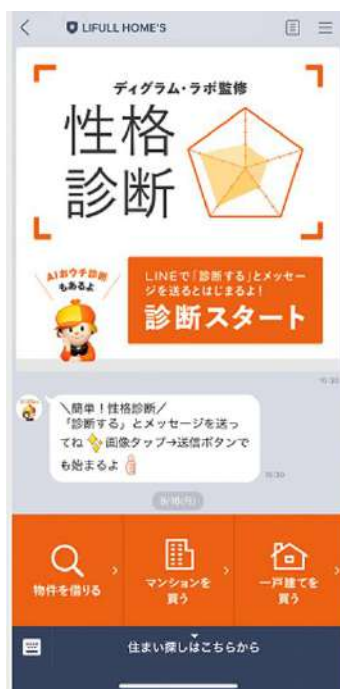 LIFULL HOME'S
ディグラム・ラボ監修
性格
診断
AIおウチ診断
もあるよ
LINEで「診断する」とメッセー
ジを送るとはじまるよ!
診断スタート
＼簡単！性格診断／
「診断する」とメッセージを送っ
てね✨画像タップ→送信ボタンで
も始まるよ
物件を借りる
マンションを
買う
一戸建てを
買う
住まい探しはこちらから